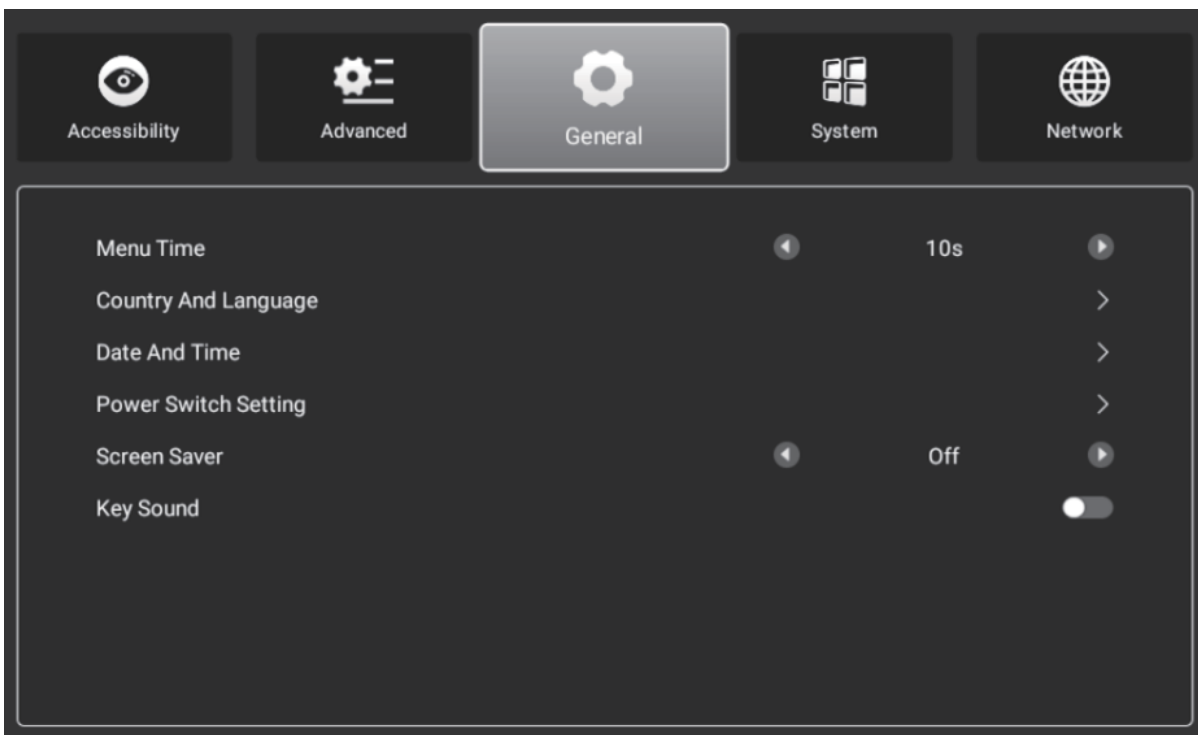 Accessibility
Advanced
General
System
Network
Menu Time 10s
Country And Language
Date And Time
Power Switch Setting
Screen Saver Off
Key Sound